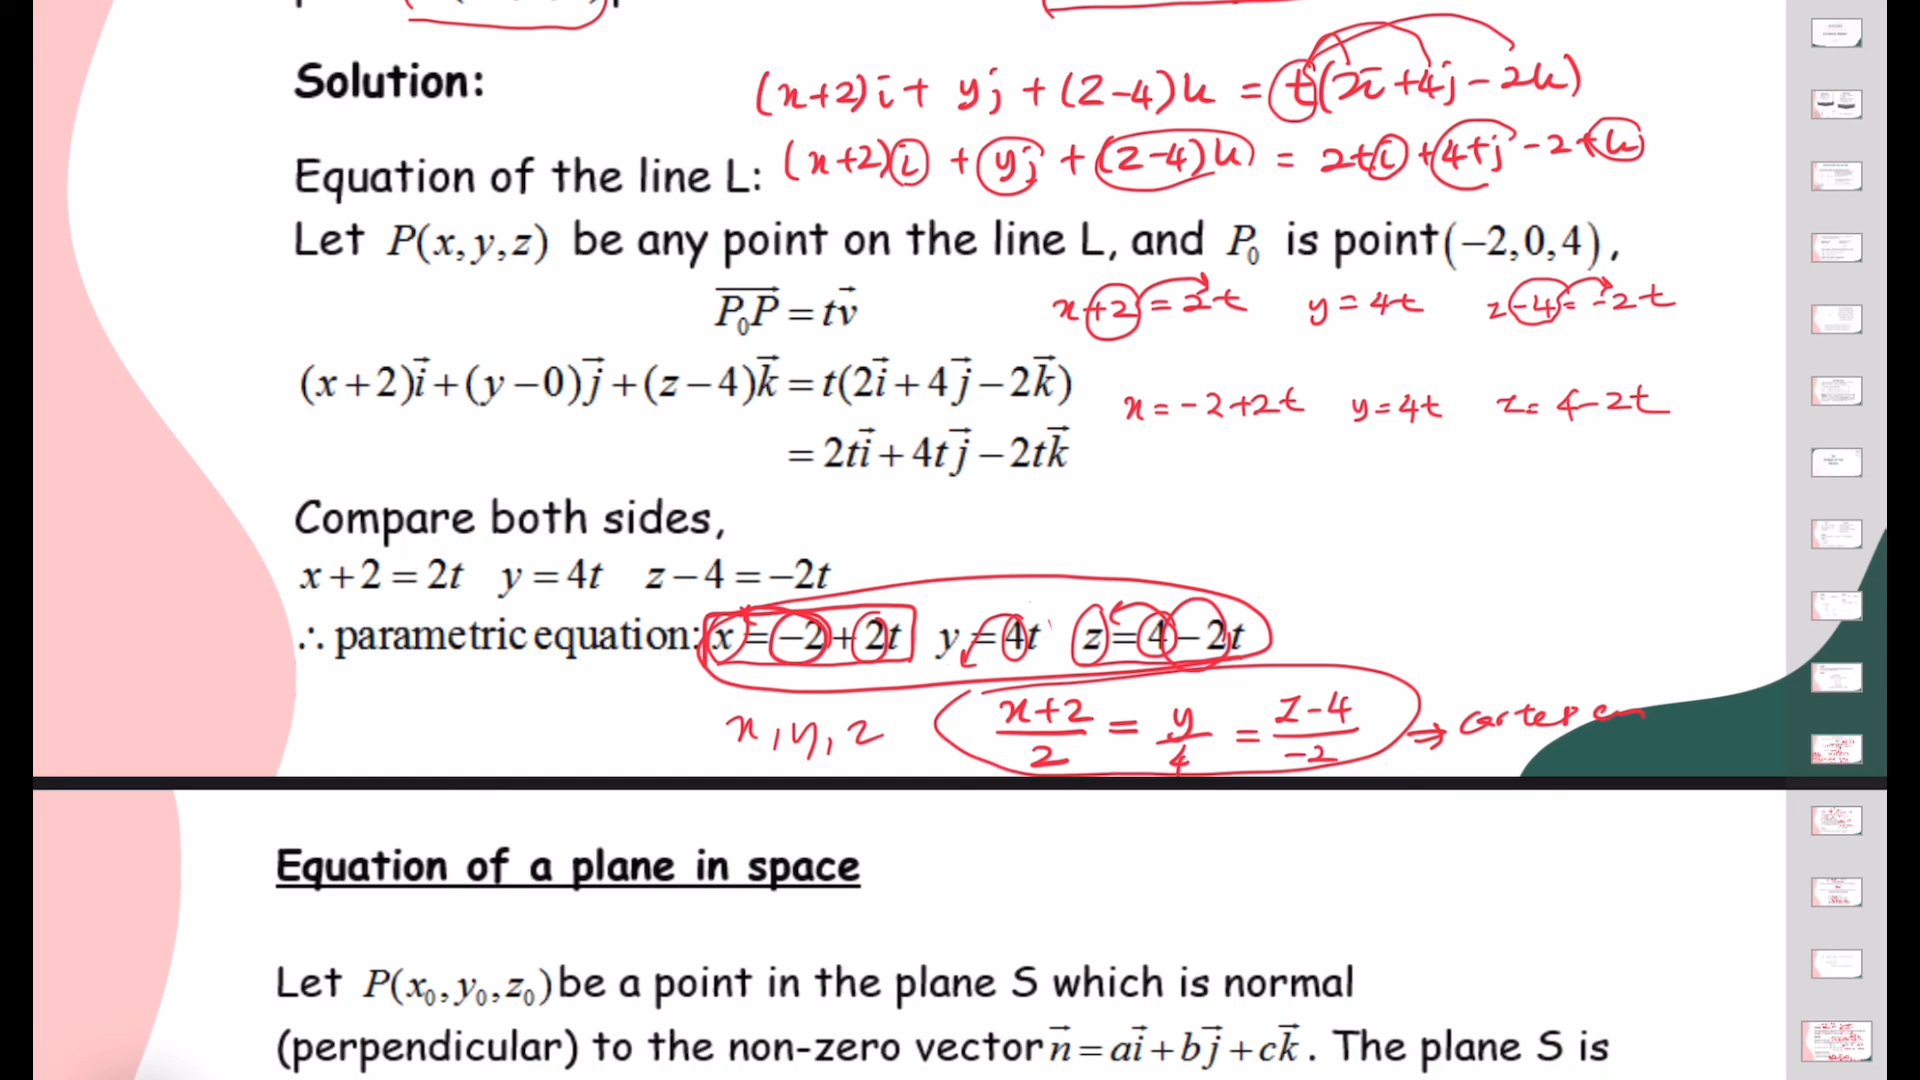 Solution:
(x+2)i + yj + (z-4)k = t(2i+4j-2k)
Equation of the line L: (x+2)i + yj + (z-4)k = 2ti+4tj-2tk
Let P(x,y,z) be any point on the line L, and P₀ is point(−2,0,4),
P₀P⃗ = tv⃗
x+2=2t y=4t z-4=-2t
(x+2)i⃗+(y−0)j⃗+(z−4)k⃗ = t(2i⃗+4j⃗−2k⃗)
x=-2+2t y=4t z=4-2t
= 2ti⃗+4tj⃗−2tk⃗
Compare both sides,
x+2=2t y=4t z−4=−2t
∴ parametric equation: x=−2+2t y=4t z=4−2t
x,y,z (x+2)/2 = y/4 = (z-4)/-2 →
Equation of a plane in space
Let P(x₀,y₀,z₀) be a point in the plane S which is normal
(perpendicular) to the non-zero vector n⃗=ai⃗+bj⃗+ck⃗. The plane S is